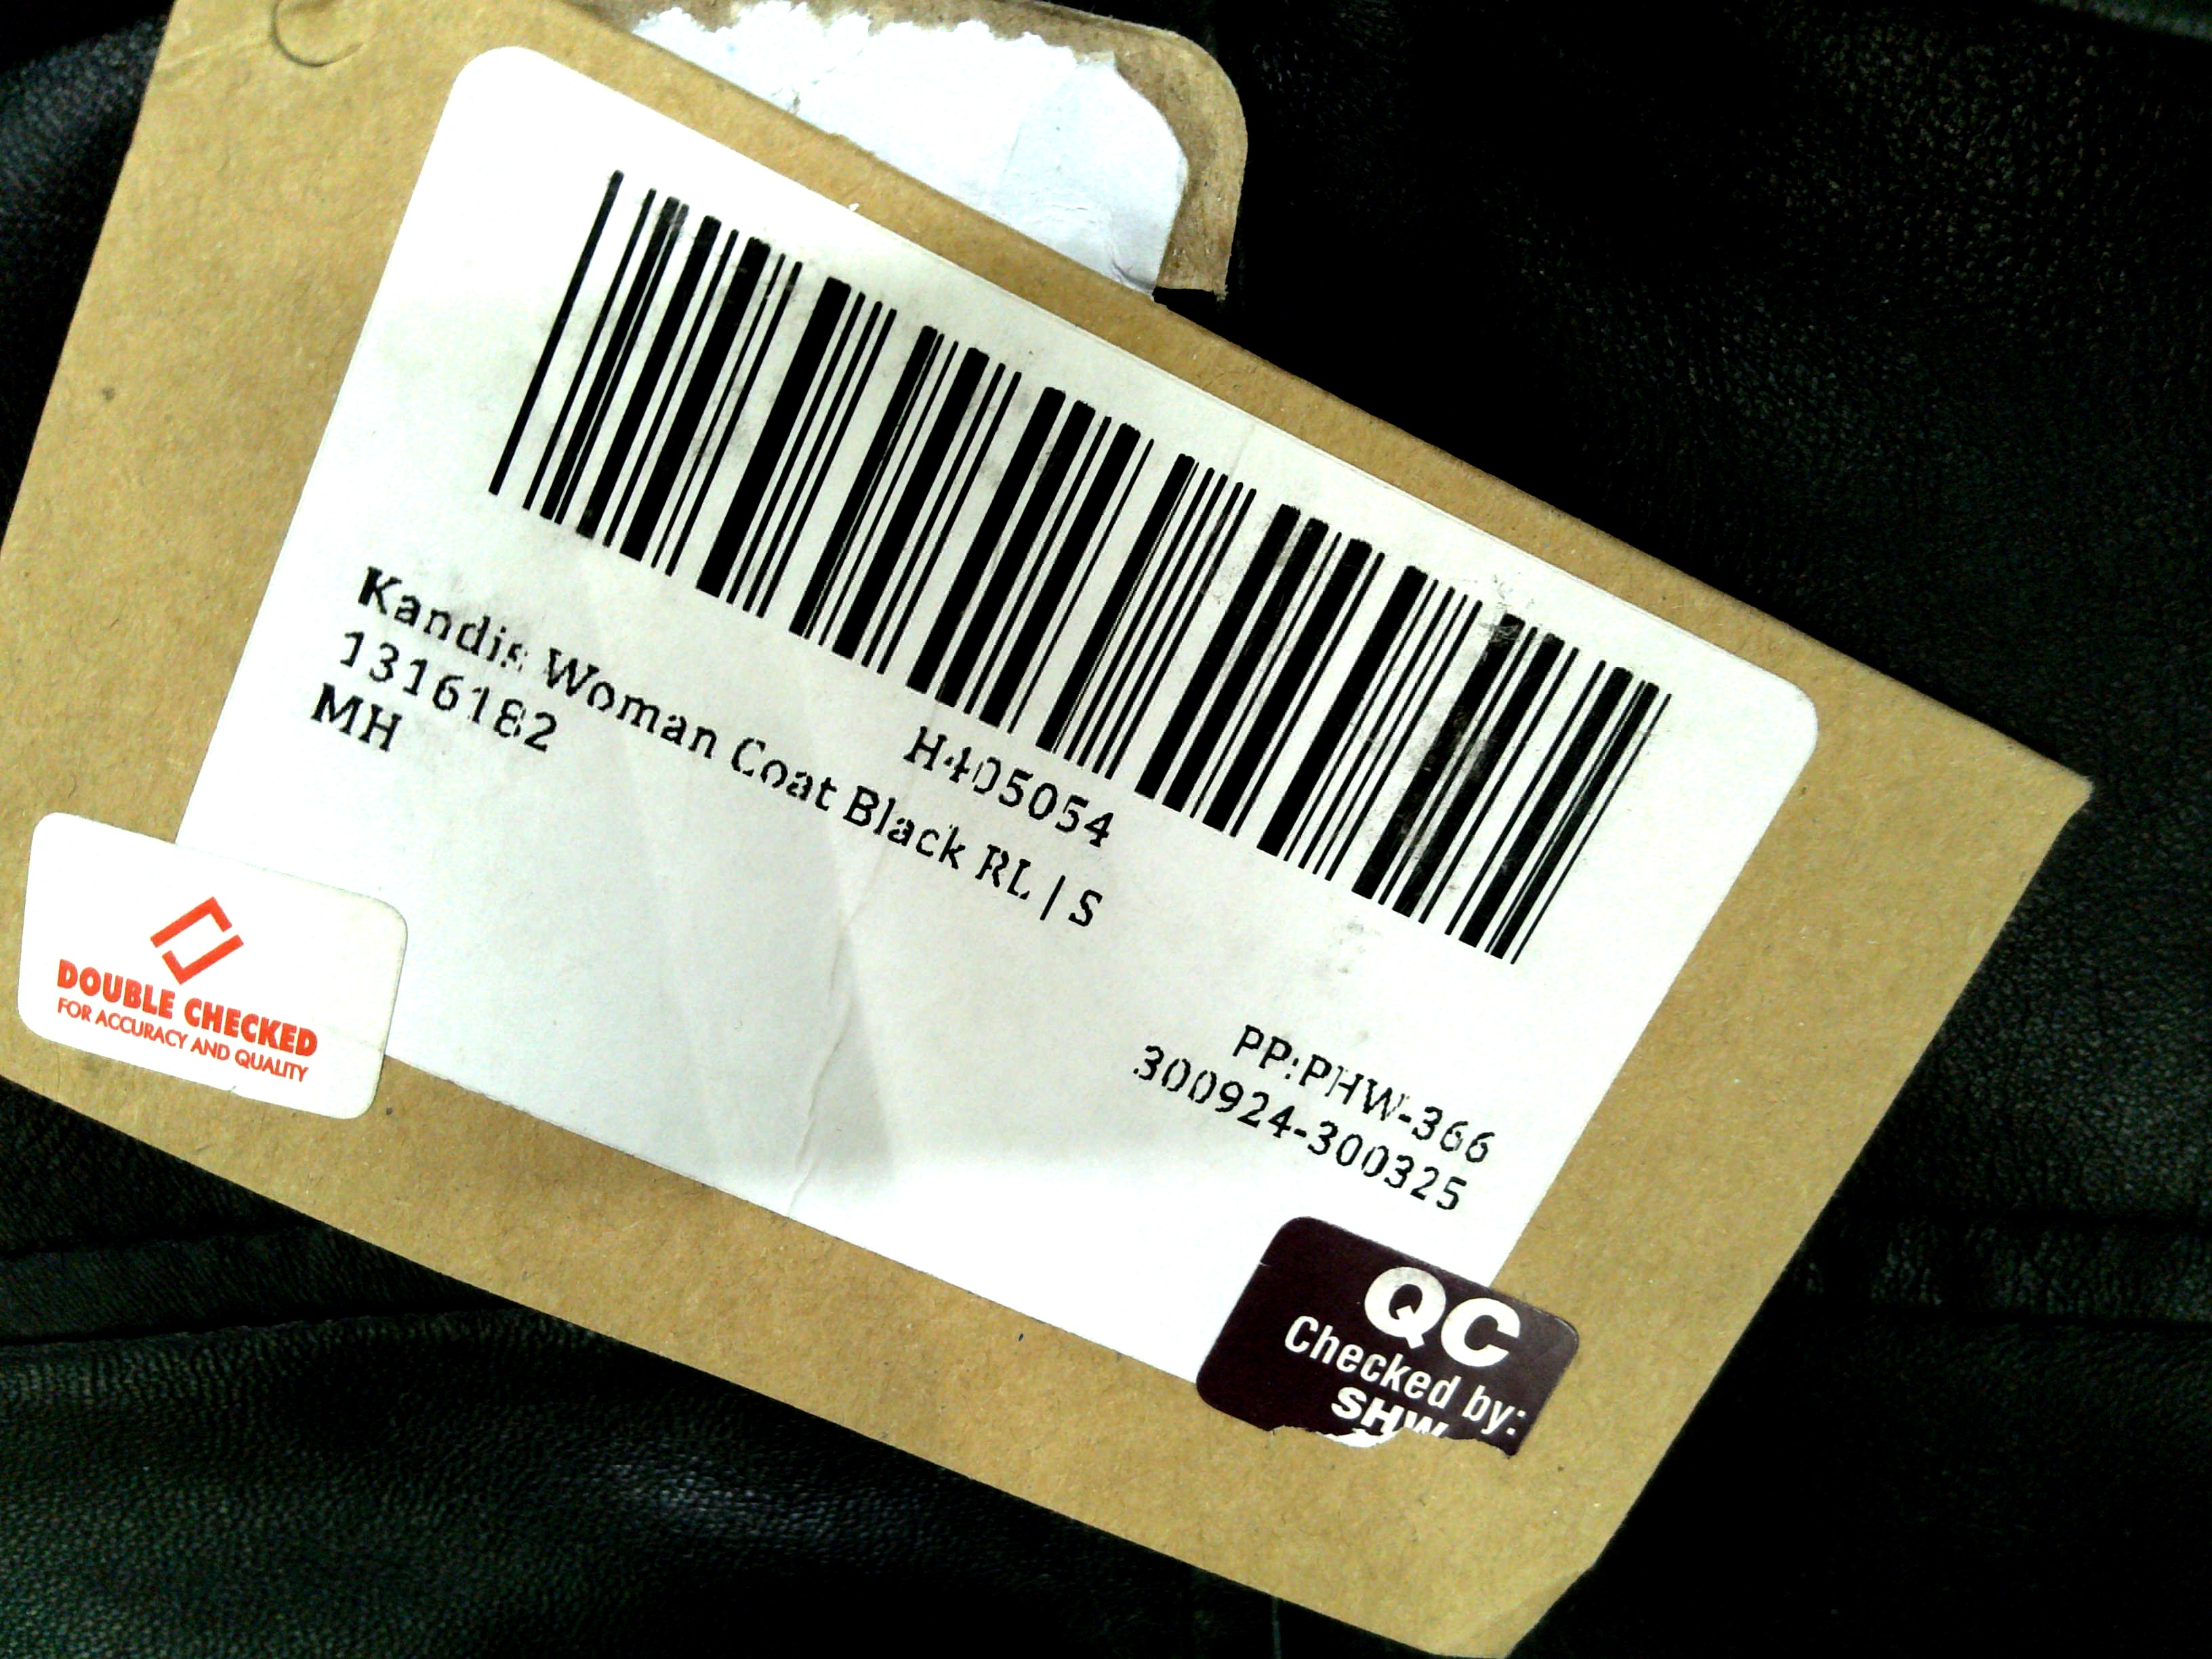 H405054
Kandis Woman Coat Black RL | S
1316182
MH
PP:PHW-366
300924-300325
DOUBLE CHECKED
FOR ACCURACY AND QUALITY
QC
Checked by:
SHW